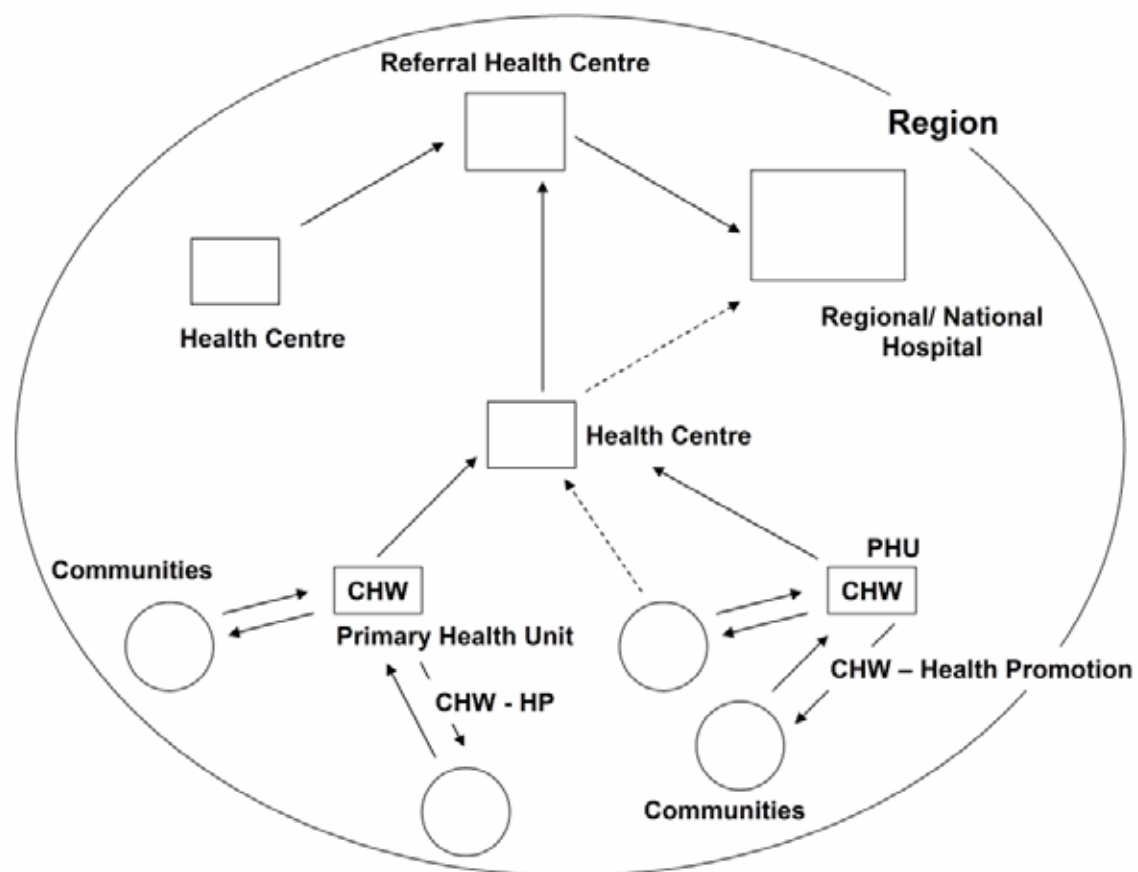 Referral Health Centre
Region
Health Centre
Regional/ National
Hospital
Health Centre
Communities
CHW
Primary Health Unit
CHW - HP
PHU
CHW
CHW – Health Promotion
Communities